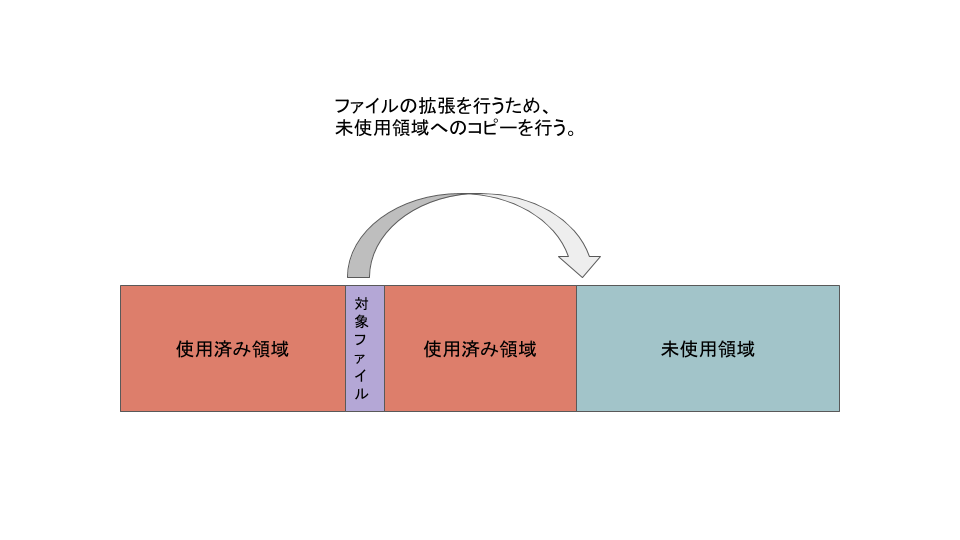 ファイルの拡張を行うため、
未使用領域へのコピーを行う。
使用済み領域
対象ファイル
使用済み領域
未使用領域